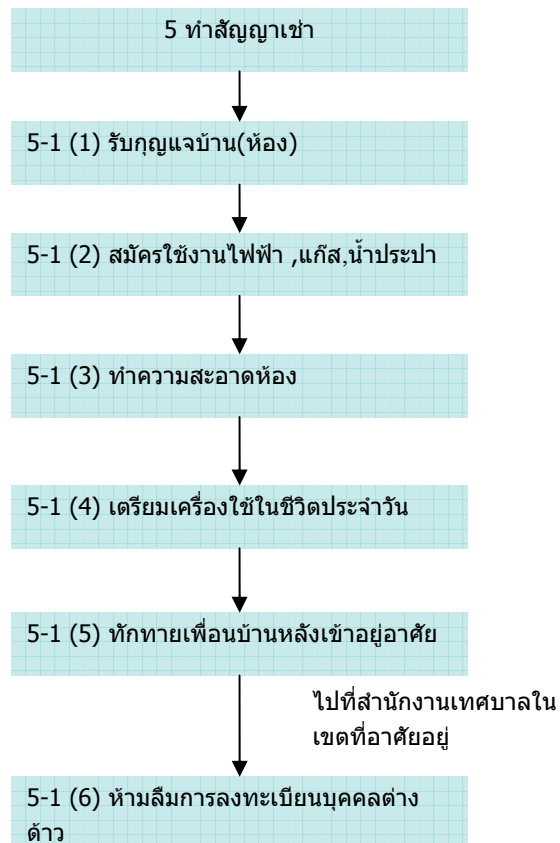 5 ทำสัญญาเช่า
5-1 (1) รับกุญแจบ้าน(ห้อง)
5-1 (2) สมัครใช้งานไฟฟ้า ,แก๊ส,น้ำประปา
5-1 (3) ทำความสะอาดห้อง
5-1 (4) เตรียมเครื่องใช้ในชีวิตประจำวัน
5-1 (5) ทักทายเพื่อนบ้านหลังเข้าอยู่อาศัย
ไปที่สำนักงานเทศบาลใน
เขตที่อาศัยอยู่
5-1 (6) ห้ามลืมการลงทะเบียนบุคคลต่าง
ด้าว